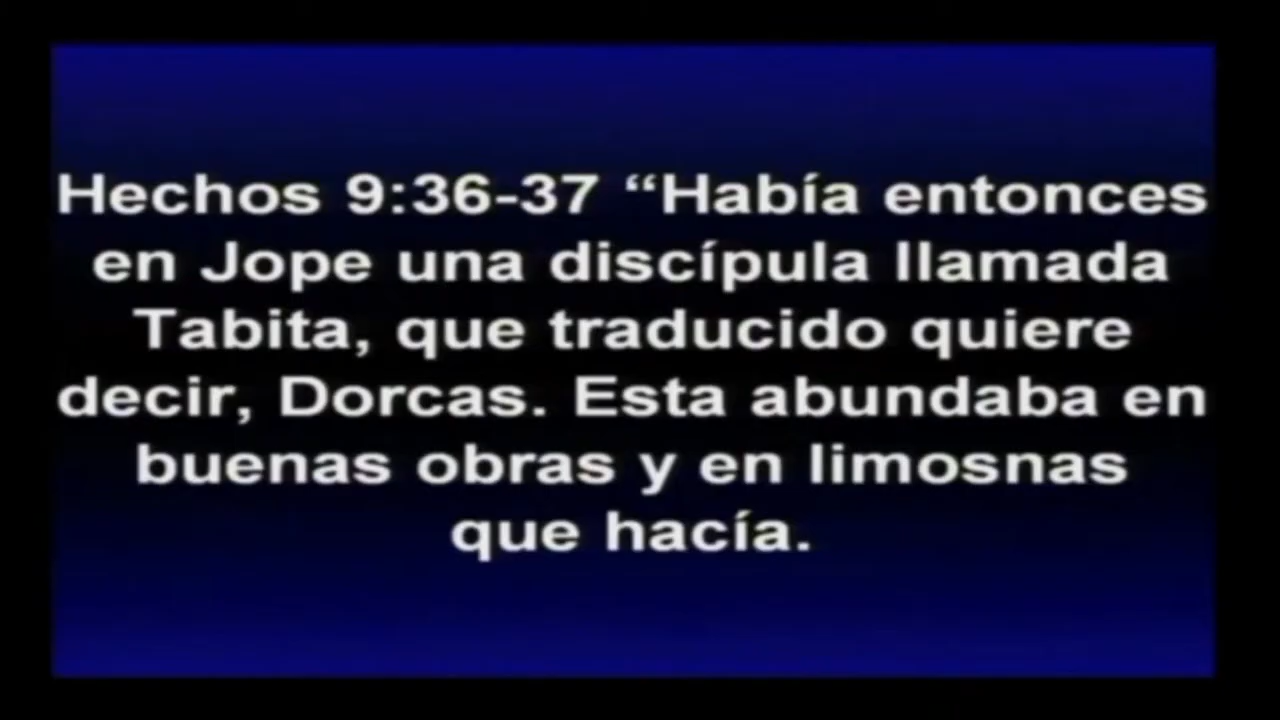 Hechos 9:36-37 “Había entonces
en Jope una discípula llamada
Tabita, que traducido quiere
decir, Dorcas. Esta abundaba en
buenas obras y en limosnas
que hacía.